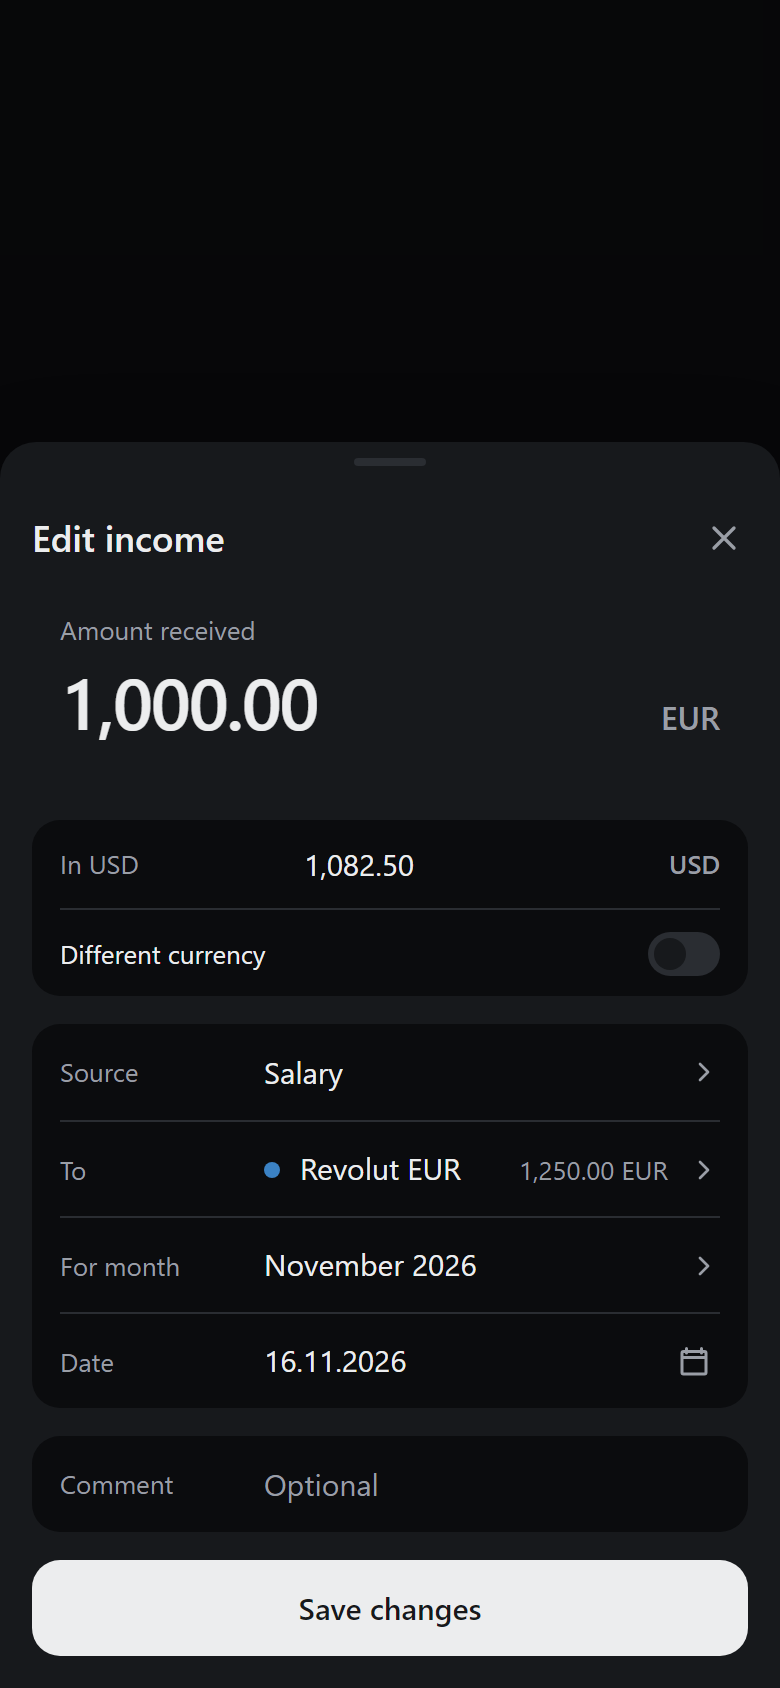 Edit income
Amount received
1,000.00 EUR
In USD 1,082.50 USD
Different currency
Source Salary
To Revolut EUR 1,250.00 EUR
For month November 2026
Date 16.11.2026
Comment Optional
Save changes